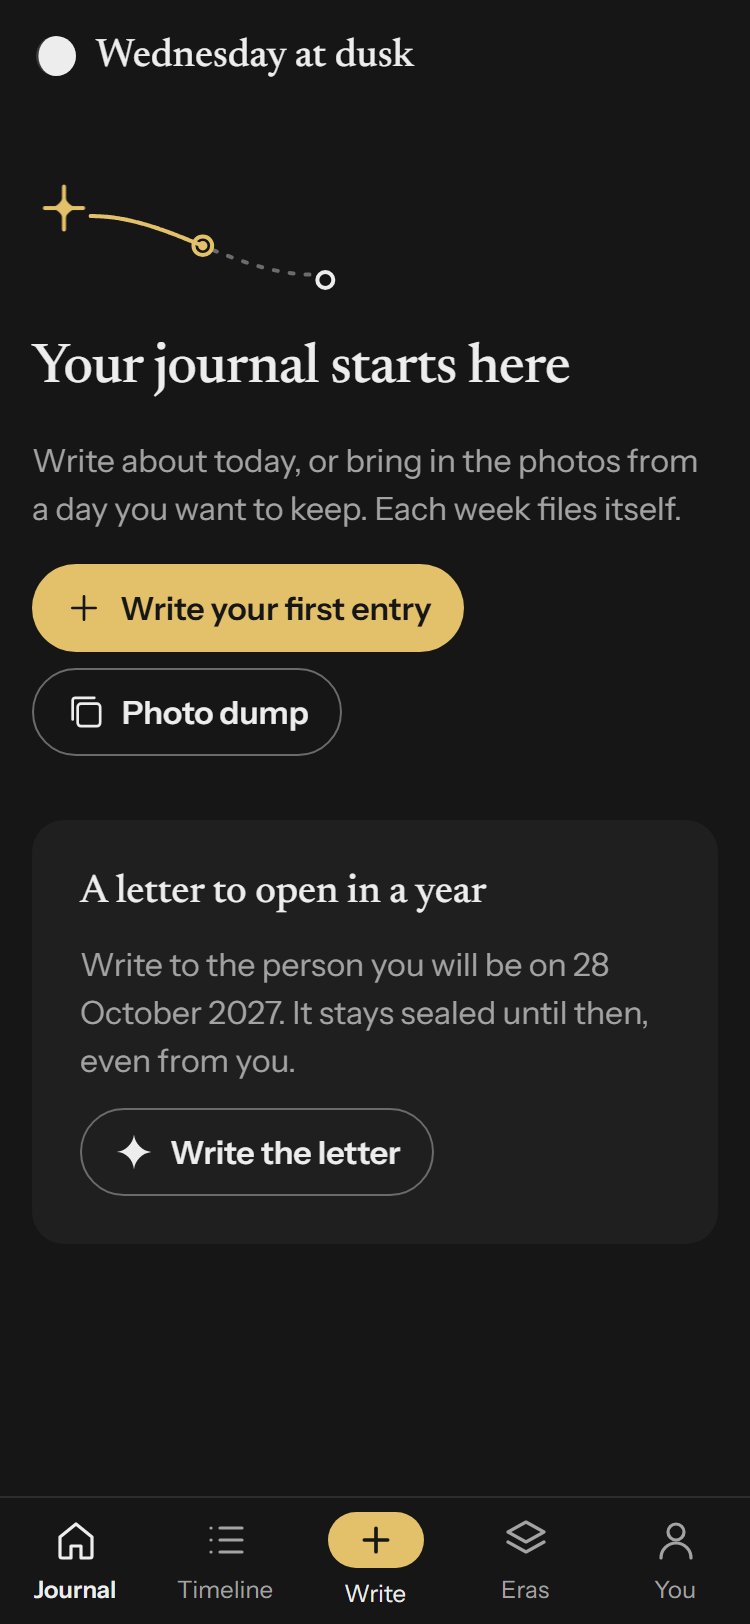 Wednesday at dusk
Your journal starts here
Write about today, or bring in the photos from
a day you want to keep. Each week files itself.
Write your first entry
Photo dump
A letter to open in a year
Write to the person you will be on 28
October 2027. It stays sealed until then,
even from you.
Write the letter
Journal
Timeline
Write
Eras
You